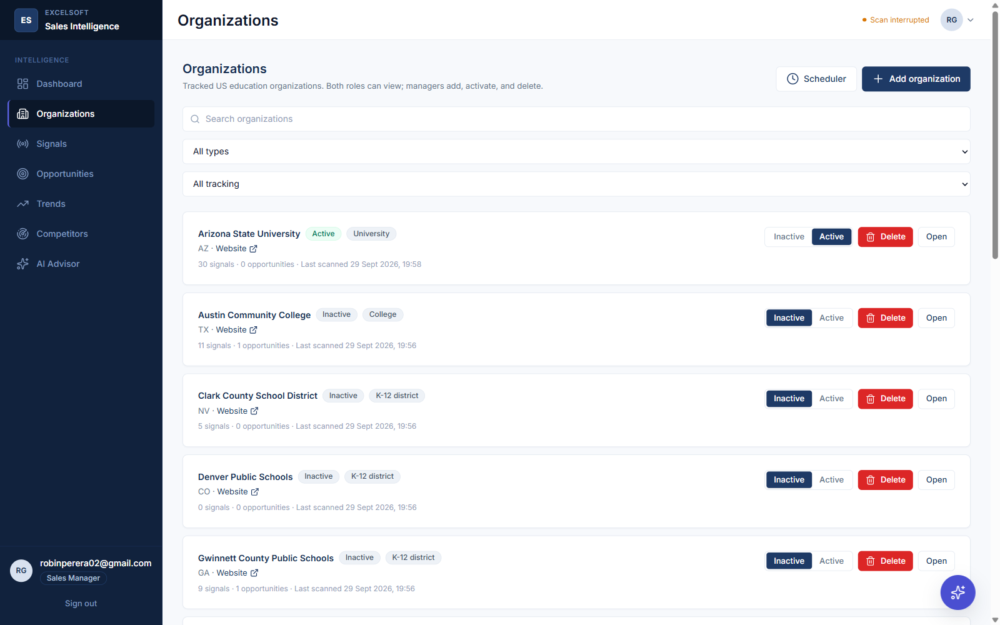 ES
EXCELSOFT
Sales Intelligence
INTELLIGENCE
Dashboard
Organizations
Signals
Opportunities
Trends
Competitors
AI Advisor
RG
robinperera02@gmail.com
Sales Manager
Sign out
Organizations
Scan interrupted
RG
Organizations
Tracked US education organizations. Both roles can view; managers add, activate, and delete.
Scheduler
Add organization
Search organizations
All types
All tracking
Arizona State University Active University
AZ · Website
30 signals · 0 opportunities · Last scanned 29 Sept 2026, 19:58
Inactive Active Delete Open
Austin Community College Inactive College
TX · Website
11 signals · 1 opportunities · Last scanned 29 Sept 2026, 19:56
Inactive Active Delete Open
Clark County School District Inactive K-12 district
NV · Website
5 signals · 0 opportunities · Last scanned 29 Sept 2026, 19:56
Inactive Active Delete Open
Denver Public Schools Inactive K-12 district
CO · Website
0 signals · 0 opportunities · Last scanned 29 Sept 2026, 19:56
Inactive Active Delete Open
Gwinnett County Public Schools Inactive K-12 district
GA · Website
9 signals · 1 opportunities · Last scanned 29 Sept 2026, 19:56
Inactive Active Delete Open